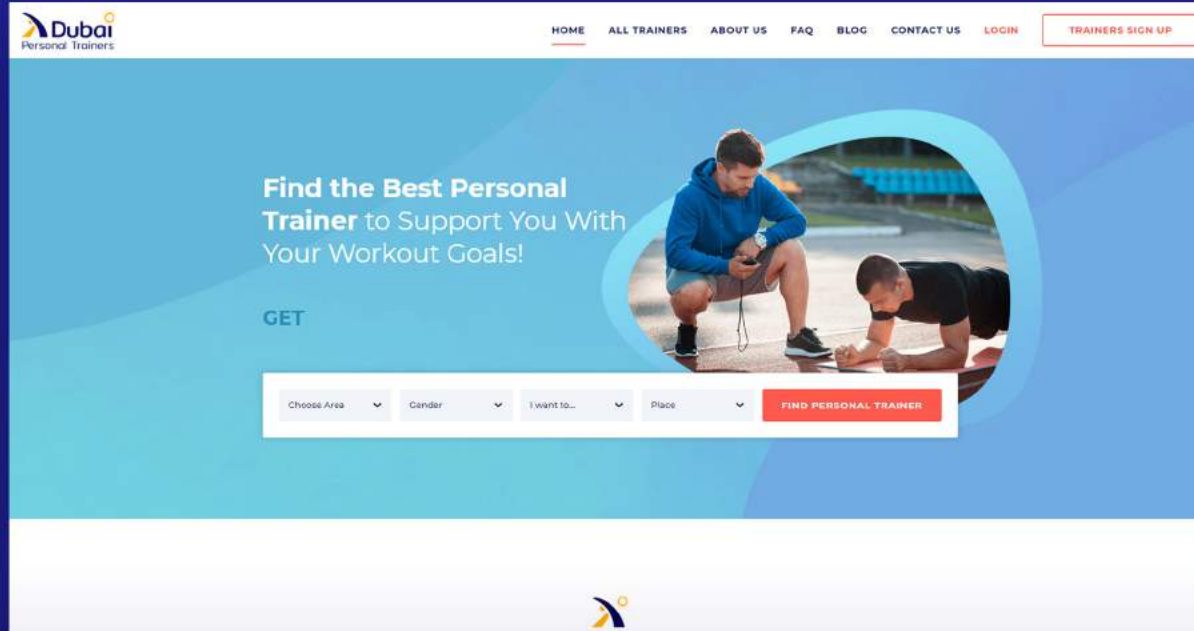 Dubai
Personal Trainers
HOME ALL TRAINERS ABOUT US FAQ BLOG CONTACT US LOGIN TRAINERS SIGN UP
Find the Best Personal
Trainer to Support You With
Your Workout Goals!
GET
Choose Area Gender I want to... Place FIND PERSONAL TRAINER